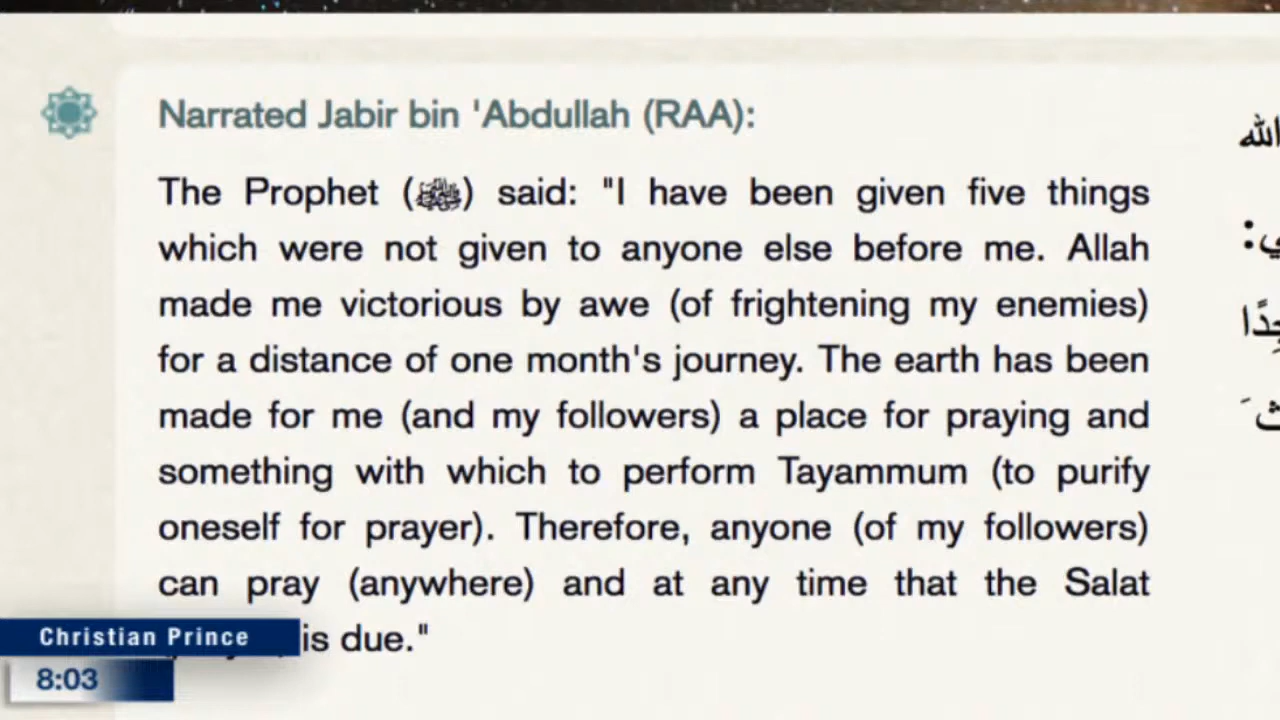 Narrated Jabir bin 'Abdullah (RAA):
The Prophet (ﷺ) said: "I have been given five things
which were not given to anyone else before me. Allah
made me victorious by awe (of frightening my enemies)
for a distance of one month's journey. The earth has been
made for me (and my followers) a place for praying and
something with which to perform Tayammum (to purify
oneself for prayer). Therefore, anyone (of my followers)
can pray (anywhere) and at any time that the Salat
is due."
الله
Christian Prince
8:03